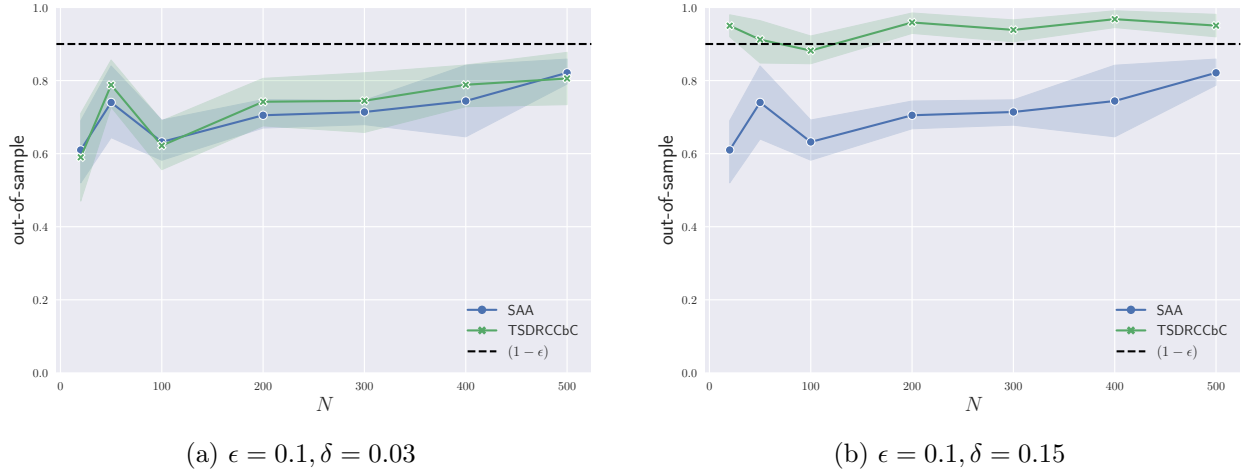 1.0
0.8
0.6
0.4
0.2
0.0
out-of-sample
0 100 200 300 400 500
N
SAA
TSDRCCbC
(1 − ϵ)
(a) ϵ = 0.1, δ = 0.03
1.0
0.8
0.6
0.4
0.2
0.0
out-of-sample
0 100 200 300 400 500
N
SAA
TSDRCCbC
(1 − ϵ)
(b) ϵ = 0.1, δ = 0.15